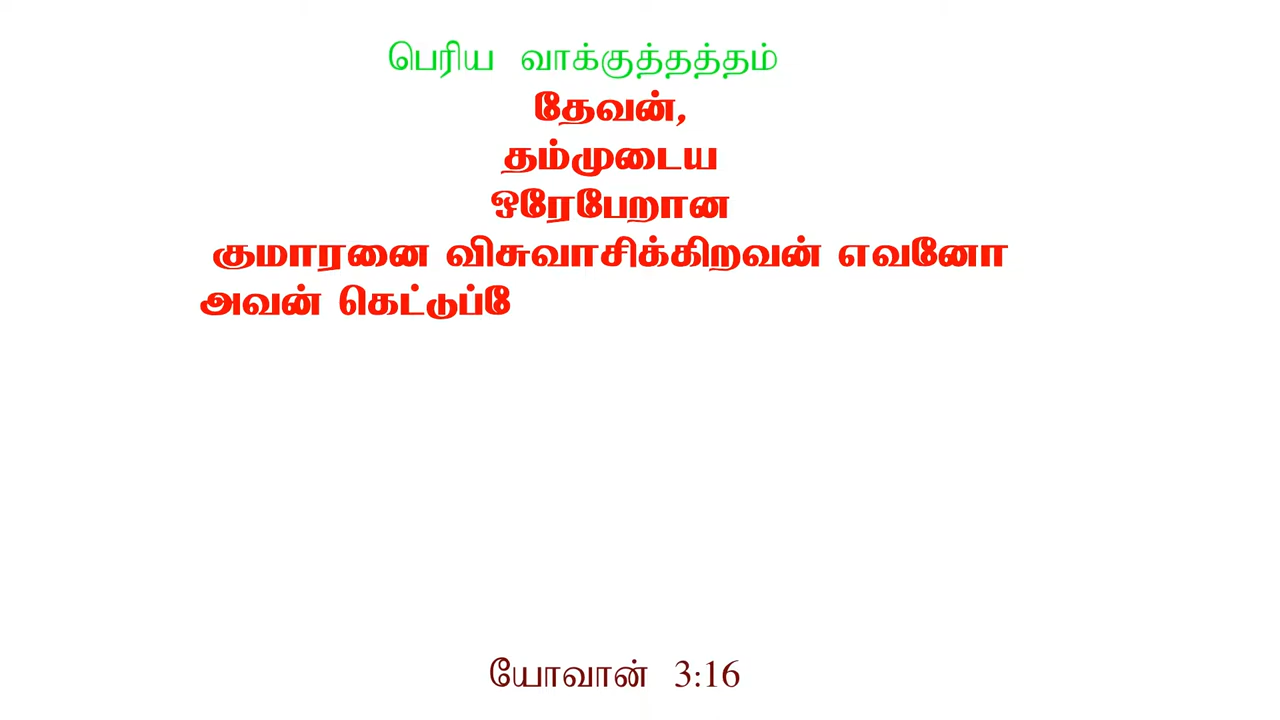 பெரிய வாக்குத்தத்தம்
தேவன்,
தம்முடைய
ஒரேபேறான
குமாரனை விசுவாசிக்கிறவன் எவனோ
அவன் கெட்டுப்பே
யோவான் 3:16